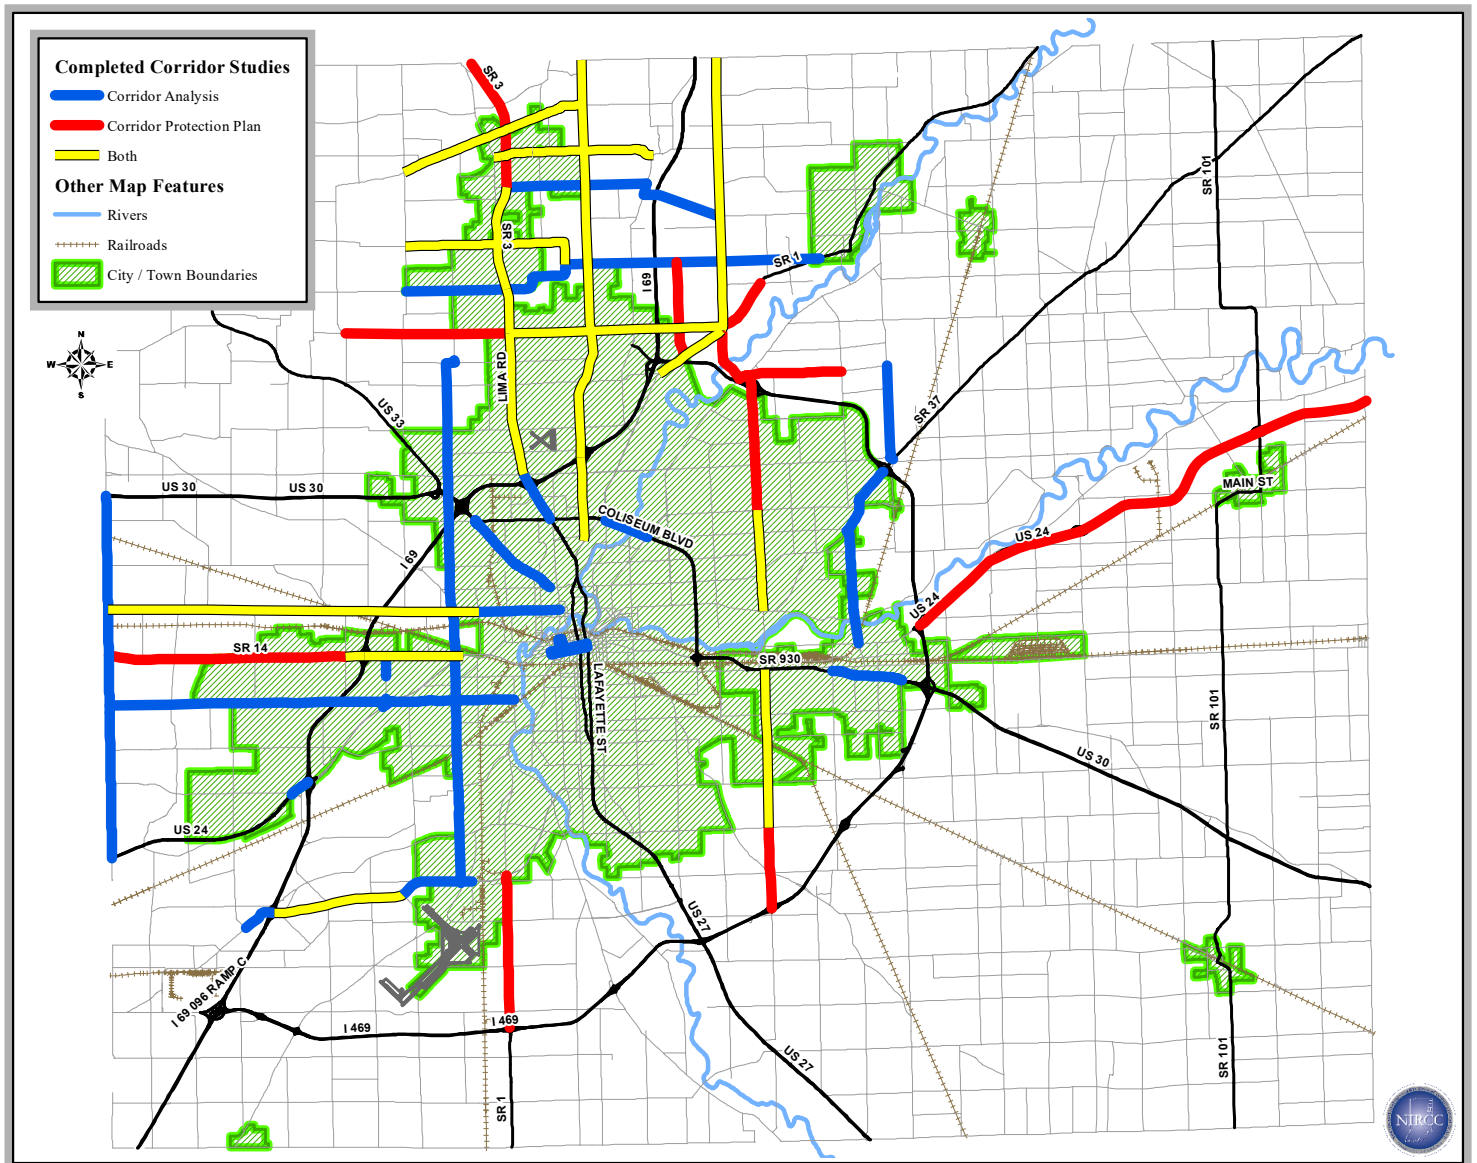 Completed Corridor Studies
Corridor Analysis
Corridor Protection Plan
Both
Other Map Features
Rivers
Railroads
City / Town Boundaries
N
W E
S
SR 3
SR 101
SR 3
SR 1
I 69
LIMA RD
US 33
SR 37
US 30
US 30
MAIN ST
COLISEUM BLVD
US 24
I 69
US 24
SR 14
SR 930
LAFAYETTE ST
SR 101
US 30
US 24
US 27
I 69 096 RAMP C
I 469
I 469
US 27
SR 101
SR 1
NIRCC